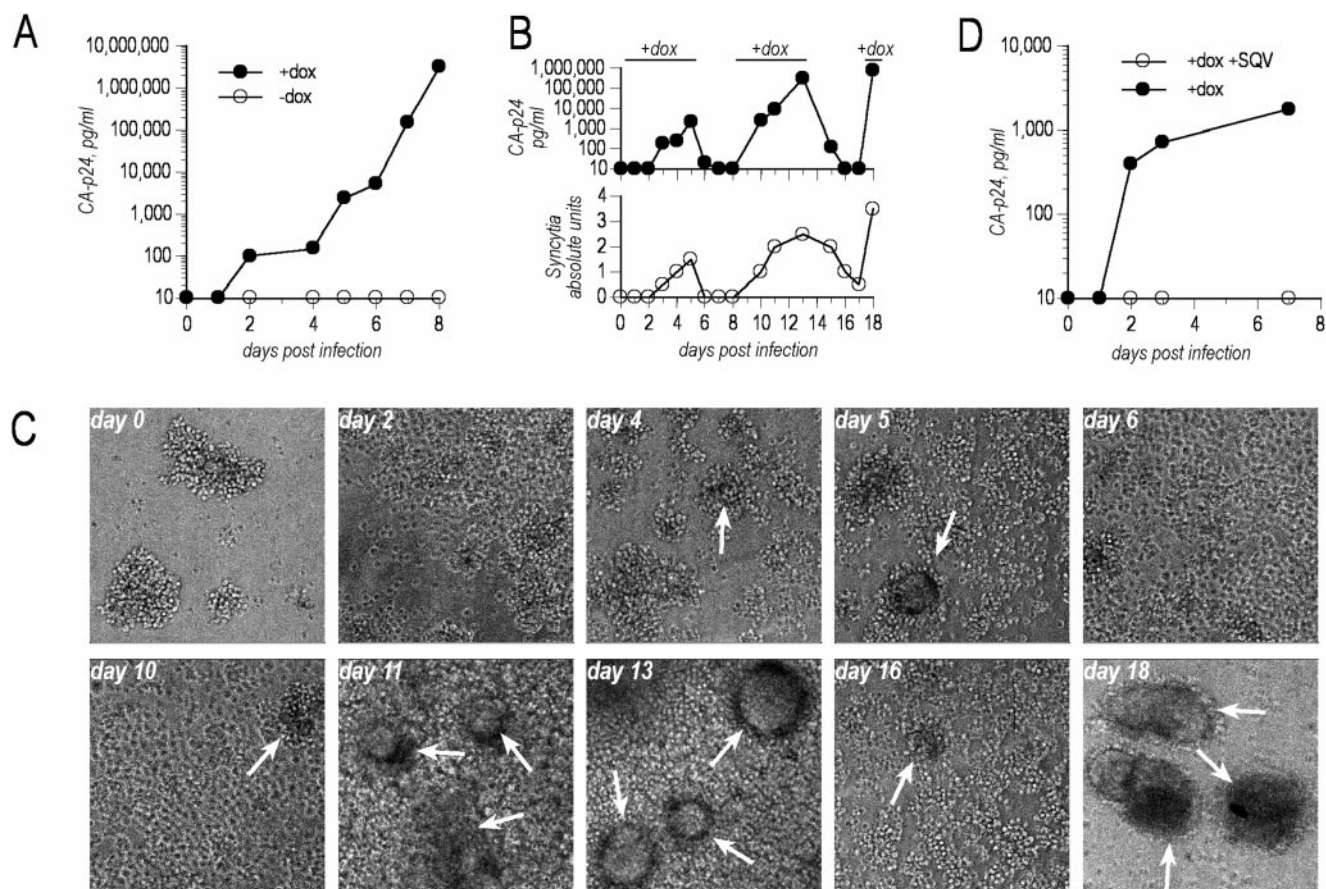 A
10,000,000
1,000,000
100,000
10,000
1,000
100
10
CA-p24, pg/ml
+dox
-dox
0 2 4 6 8
days post infection
B
+dox +dox +dox
1,000,000
100,000
10,000
1,000
100
10
CA-p24
pg/ml
4
3
2
1
0
Syncytia
absolute units
0 2 4 6 8 10 12 14 16 18
days post infection
D
10,000
1,000
100
10
CA-p24, pg/ml
+dox +SQV
+dox
0 2 4 6 8
days post infection
C
day 0 day 2 day 4 day 5 day 6
day 10 day 11 day 13 day 16 day 18